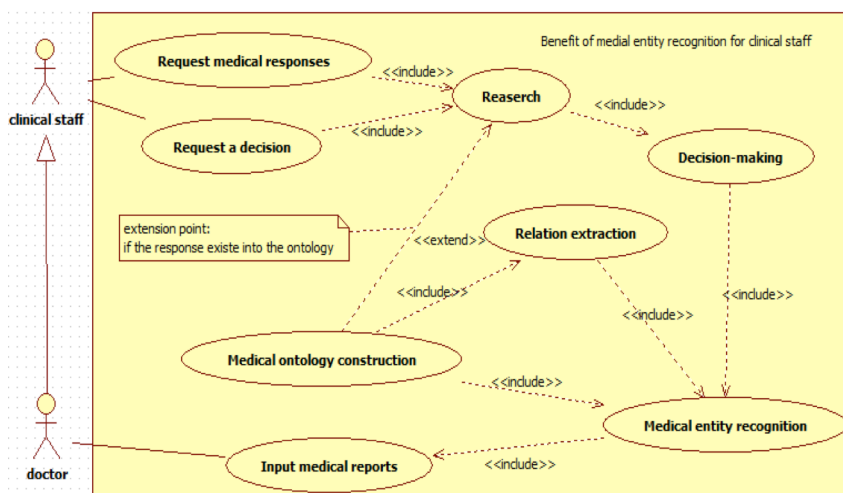 Benefit of medial entity recognition for clinical staff
Request medical responses
<<include>>
Reaserch
<<include>>
clinical staff
<<include>>
Request a decision
Decision-making
extension point:
if the response existe into the ontology
<<extend>>
Relation extraction
<<include>>
<<include>>
<<include>>
Medical ontology construction
<<include>>
Medical entity recognition
<<include>>
Input medical reports
doctor